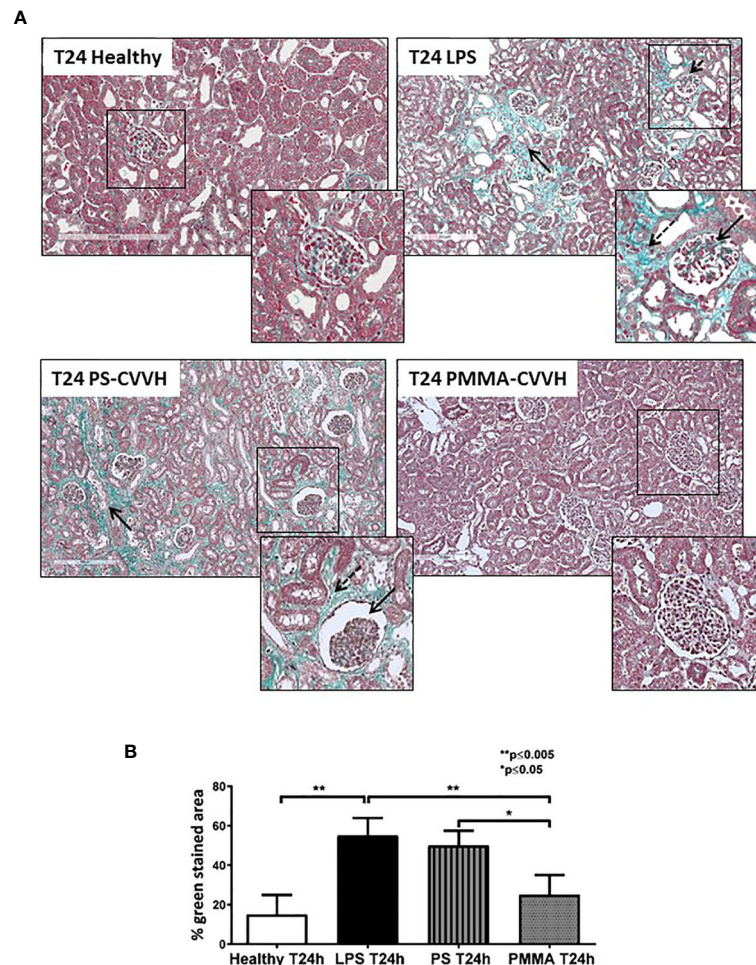 A
T24 Healthy
T24 LPS
T24 PS-CVVH
T24 PMMA-CVVH
B
**p≤0.005
*p≤0.05
% green stained area
80
60
40
20
0
**
**
*
Healthy T24h LPS T24h PS T24h PMMA T24h